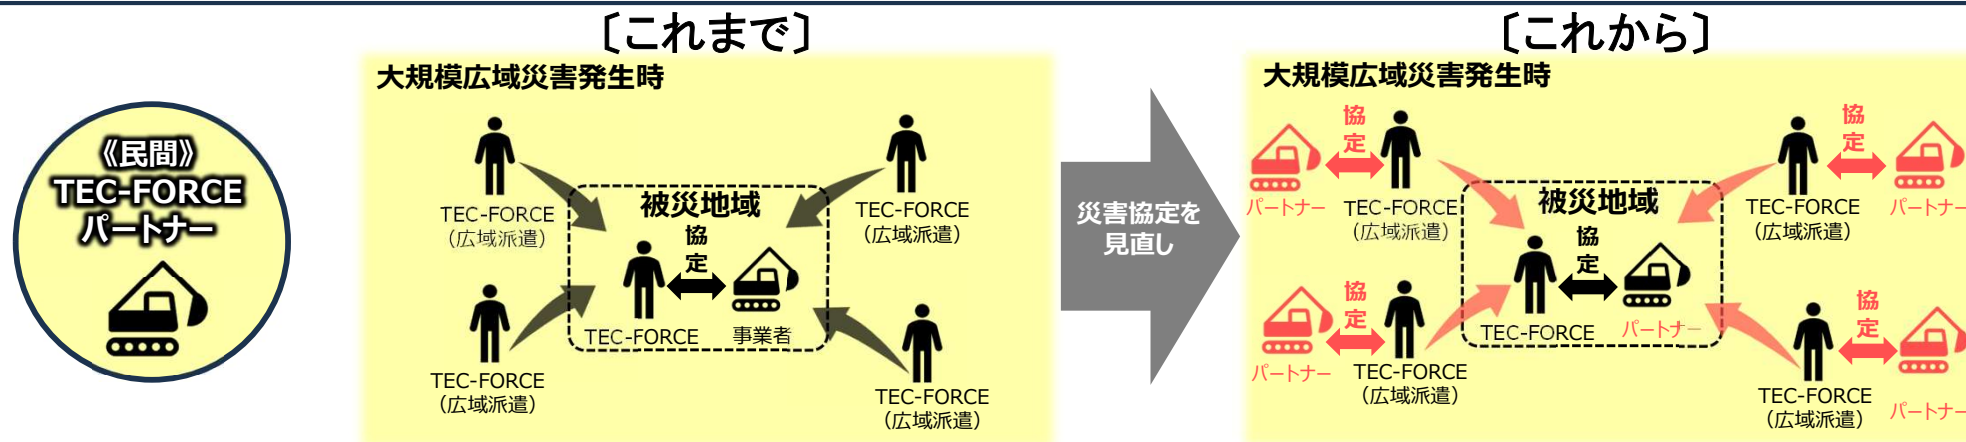 《民間》
TEC-FORCE
パートナー
〔これまで〕
大規模広域災害発生時
TEC-FORCE
（広域派遣）
TEC-FORCE
（広域派遣）
被災地域
協
定
TEC-FORCE
事業者
TEC-FORCE
（広域派遣）
TEC-FORCE
（広域派遣）
災害協定を
見直し
〔これから〕
大規模広域災害発生時
協
定
パートナー
TEC-FORCE
（広域派遣）
協
定
TEC-FORCE
（広域派遣）
パートナー
被災地域
協
定
TEC-FORCE
パートナー
協
定
パートナー
TEC-FORCE
（広域派遣）
協
定
TEC-FORCE
（広域派遣）
パートナー